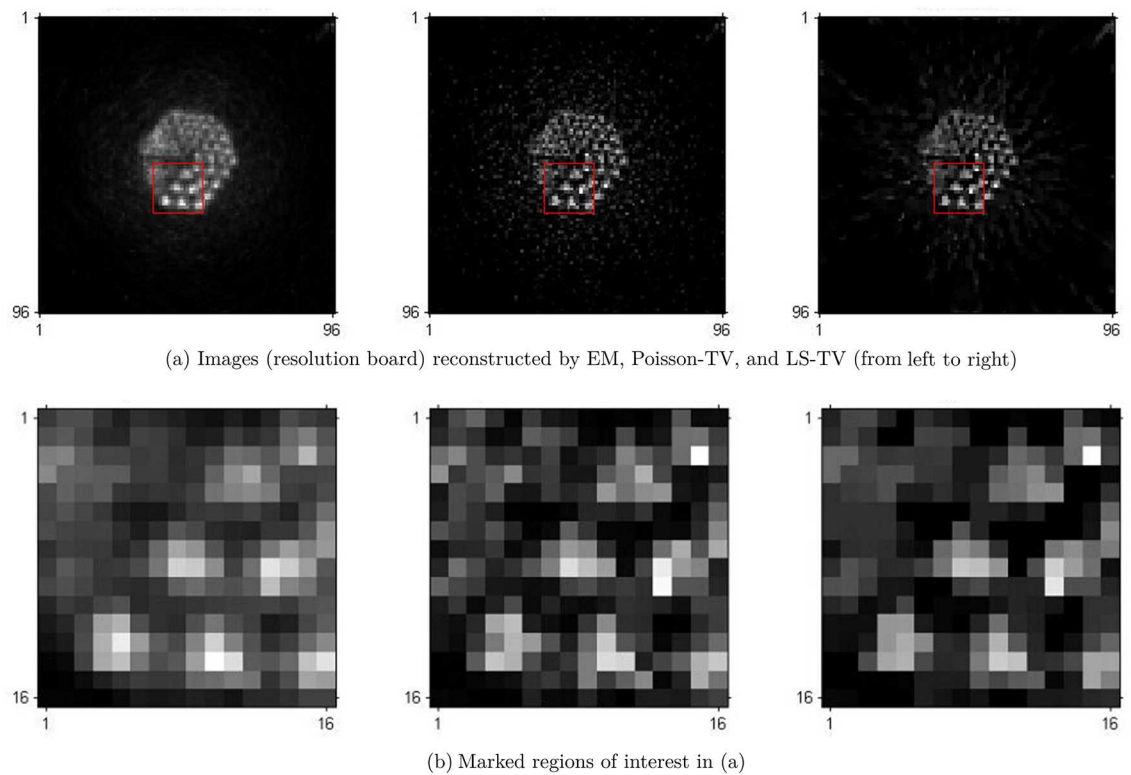 1 1 1
96 96 96
1 96 1 96 1 96
(a) Images (resolution board) reconstructed by EM, Poisson-TV, and LS-TV (from left to right)
1 1 1
16 16 16
1 16 1 16 1 16
(b) Marked regions of interest in (a)